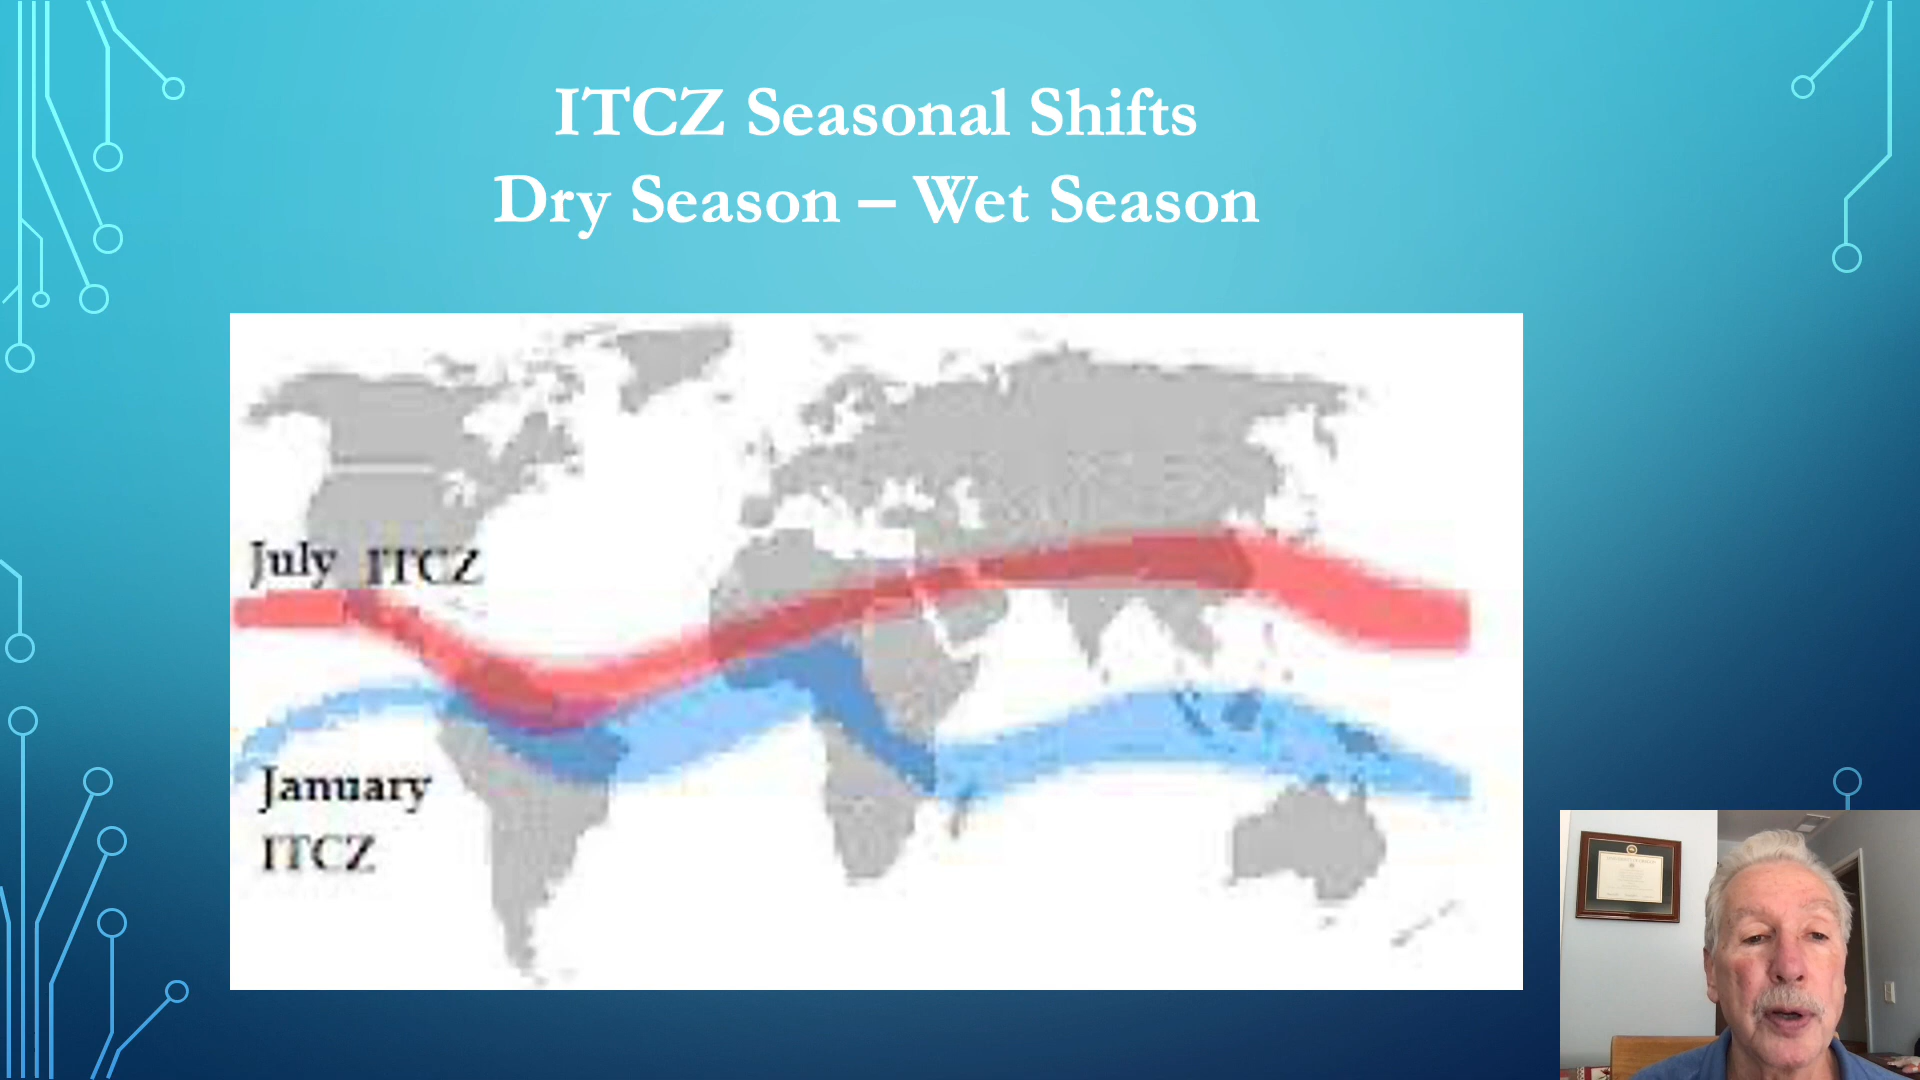 ITCZ Seasonal Shifts
Dry Season – Wet Season
July ITCZ
January
ITCZ